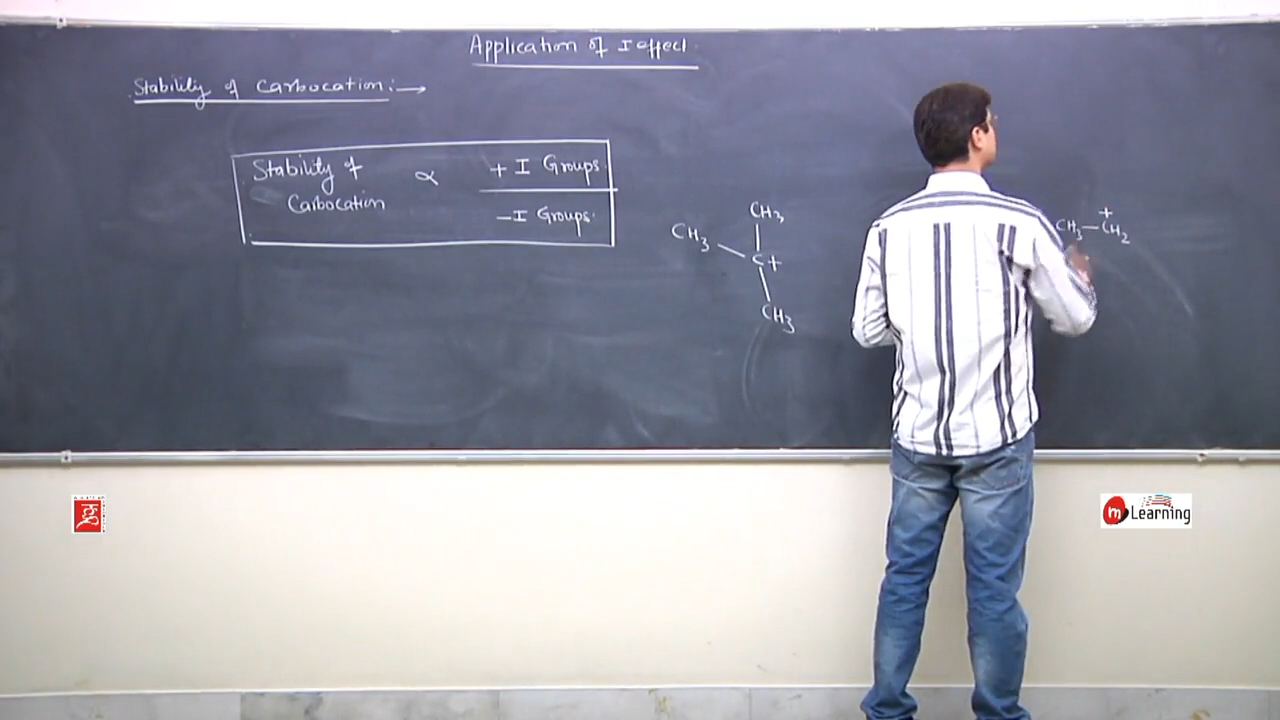 Application of I effect
Stability of Carbocation :→
Stability of ∝ + I Groups
Carbocation – I Groups
CH3
CH3
C+
CH3
+
CH3–CH2
m Learning